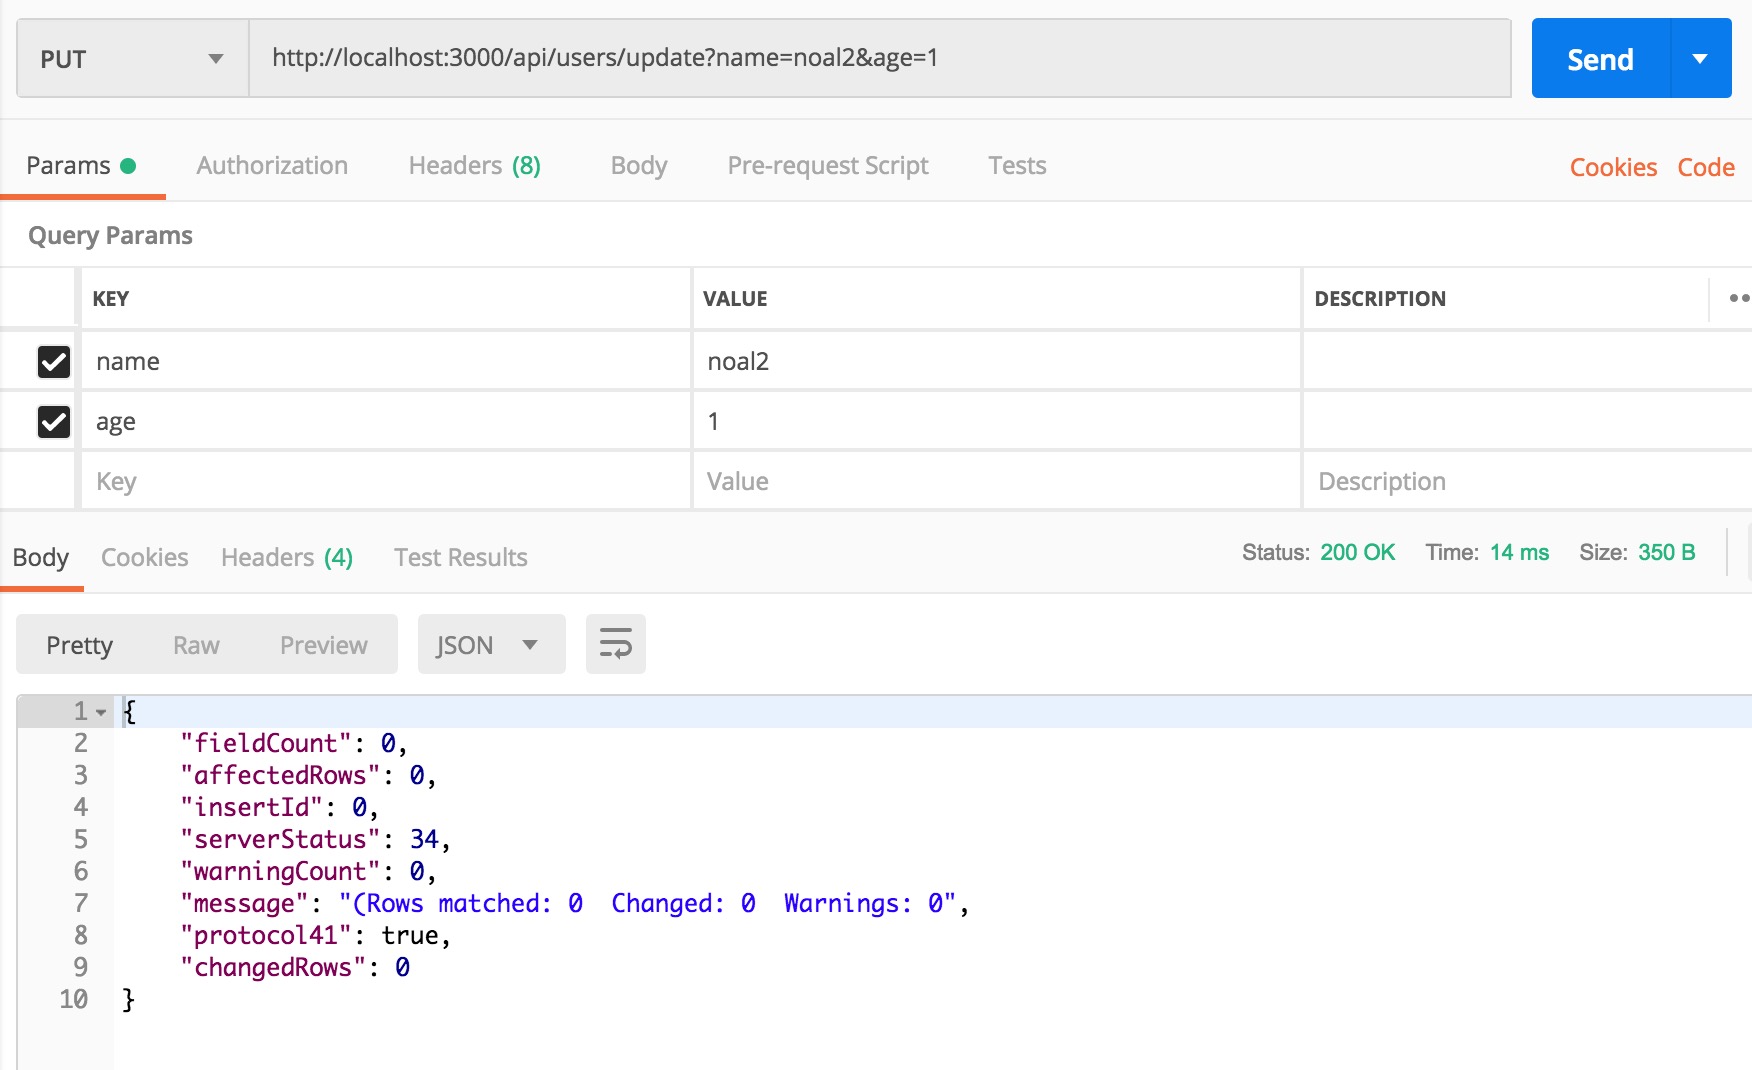 PUT http://localhost:3000/api/users/update?name=noal2&age=1 Send
Params Authorization Headers (8) Body Pre-request Script Tests Cookies Code
Query Params
KEY VALUE DESCRIPTION
name noal2
age 1
Key Value Description
Body Cookies Headers (4) Test Results Status: 200 OK Time: 14 ms Size: 350 B
Pretty Raw Preview JSON
1 {
2 "fieldCount": 0,
3 "affectedRows": 0,
4 "insertId": 0,
5 "serverStatus": 34,
6 "warningCount": 0,
7 "message": "(Rows matched: 0  Changed: 0  Warnings: 0",
8 "protocol41": true,
9 "changedRows": 0
10 }